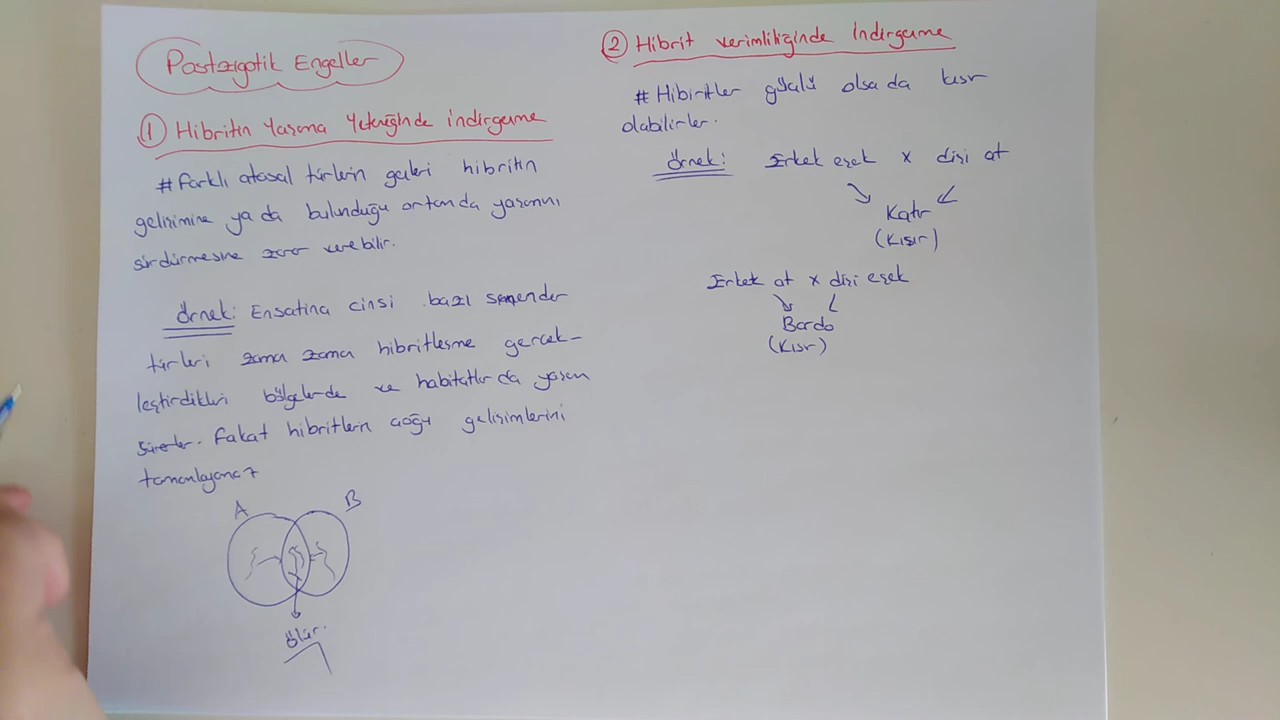 Postzigotik Engeller
① Hibritin Yaşama Yeteneğinde İndirgeme
# Farklı atasal türlerin genleri hibritin
gelişimine ya da bulunduğu ortamda yaşamını
sürdürmesine zarar verebilir.
Örnek: Ensatina cinsi bazı semender
türleri zaman zaman hibritleşme gerçek-
leştirdikleri bölgelerde ve habitatlarda yaşam
sürerler. Fakat hibritlerin çoğu gelişimlerini
tamamlayamaz
A
B
Ölür.
② Hibrit verimliliğinde İndirgeme
# Hibiritler güçlü olsa da kısır
olabilirler.
Örnek: Erkek eşek x dişi at
Katır
(Kısır)
Erkek at x dişi eşek
Bardo
(Kısır)